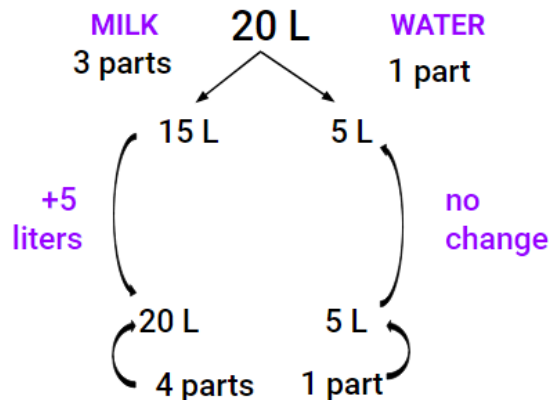 MILK 20 L WATER
3 parts 1 part
15 L 5 L
+5 no
liters change
20 L 5 L
4 parts 1 part